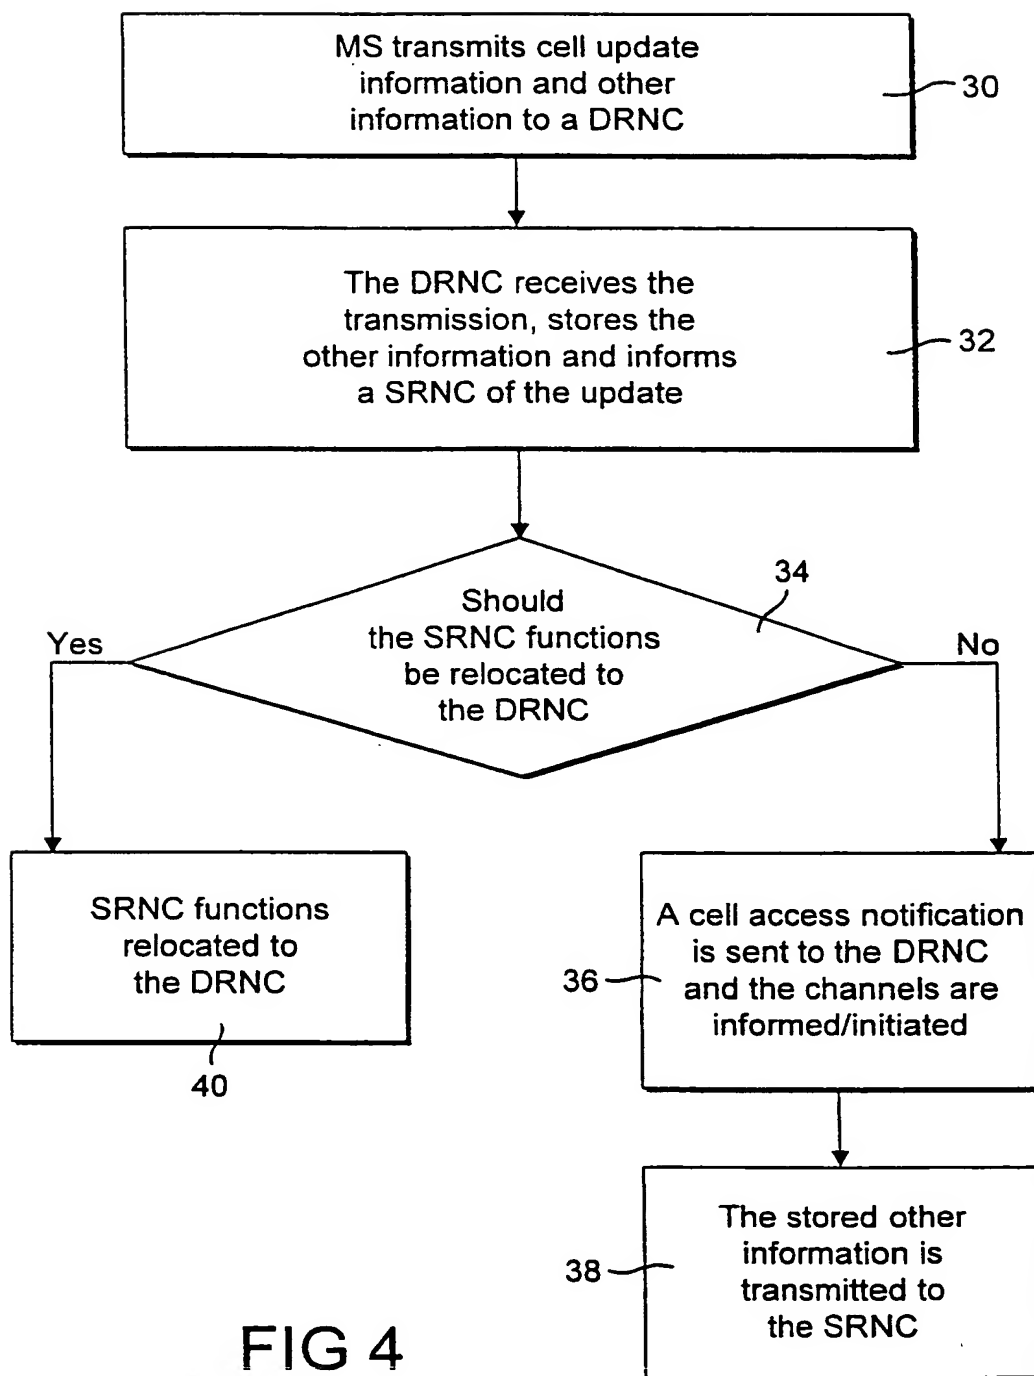 MS transmits cell update
information and other
information to a DRNC
30
The DRNC receives the
transmission, stores the
other information and informs
a SRNC of the update
32
34
Should
the SRNC functions
be relocated to
the DRNC
Yes
No
SRNC functions
relocated to
the DRNC
40
A cell access notification
is sent to the DRNC
and the channels are
informed/initiated
36
The stored other
information is
transmitted to
the SRNC
38
FIG 4